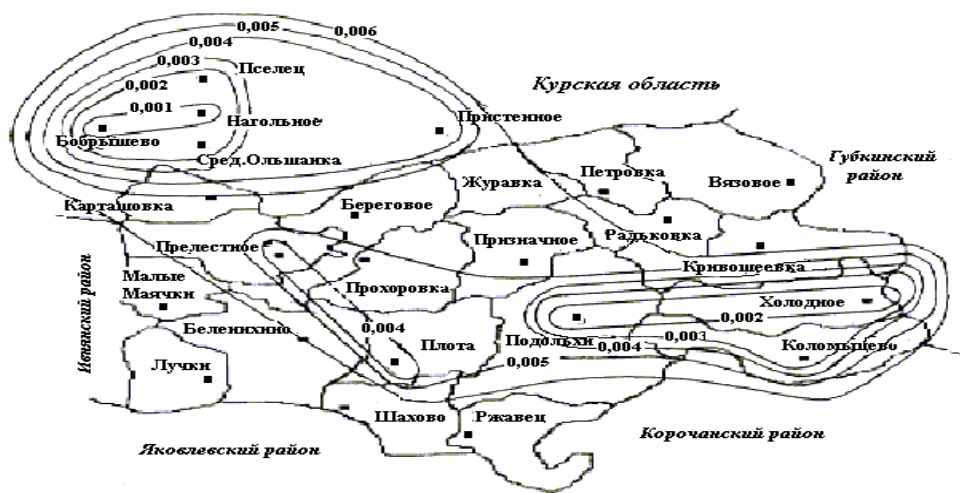 0,006
0,005
0,004
0,003
Пселец
0,002
Курская область
0,001
Нагольное
Пристенное
Бобрышево
Сред.Ольшанка
Губкинский
район
Петровка
Журавка
Вязовое
Карташовка
Береговое
Радьковка
Призначное
Прелестное
Кривошеевка
Ивнянский район
Малые
Маячки
Прохоровка
Холодное
0,002
Беленихино
0,004
Плота
Подольхи
0,003
0,004
Коломыцево
0,005
Лучки
Шахово
Ржавец
Корочанский район
Яковлевский район